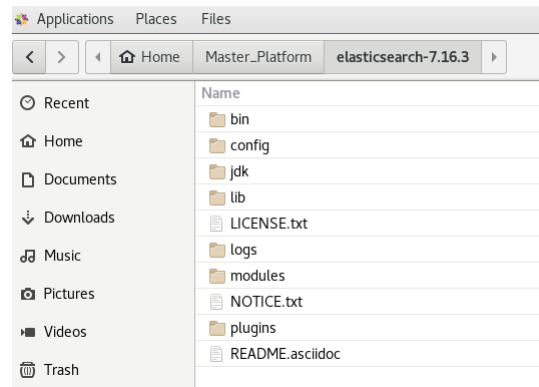 Applications Places Files
Home Master_Platform elasticsearch-7.16.3
Recent
Home
Documents
Downloads
Music
Pictures
Videos
Trash
Name
bin
config
jdk
lib
LICENSE.txt
logs
modules
NOTICE.txt
plugins
README.asciidoc